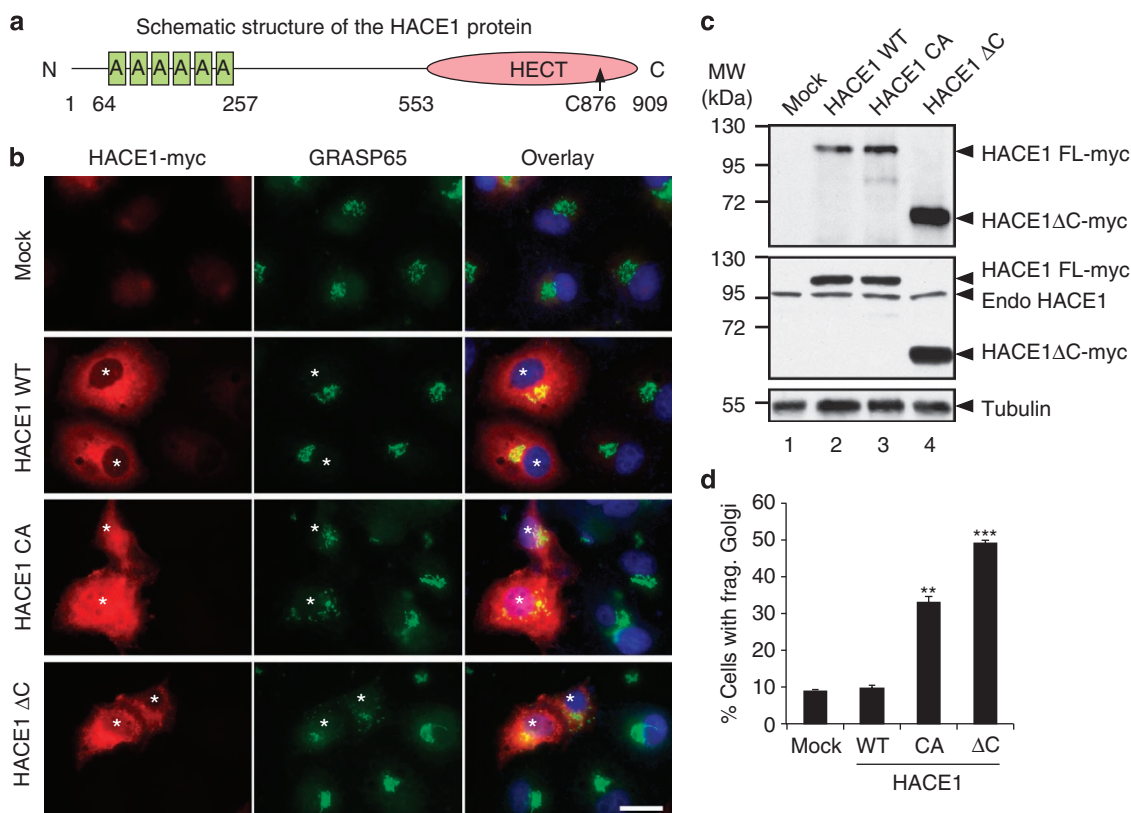 a
Schematic structure of the HACE1 protein
N A A A A A A HECT C
1 64 257 553 C876 909
b
HACE1-myc GRASP65 Overlay
Mock
HACE1 WT
* * *
* * *
HACE1 CA
* * *
* * *
HACE1 ΔC
* * *
* * *
c
MW
(kDa)
Mock HACE1 WT HACE1 CA HACE1 ΔC
130
95
72
HACE1 FL-myc
HACE1ΔC-myc
130
95
72
HACE1 FL-myc
Endo HACE1
HACE1ΔC-myc
55 Tubulin
1 2 3 4
d
% Cells with frag. Golgi
60
50
40
30
20
10
0
** ***
Mock WT CA ΔC
HACE1